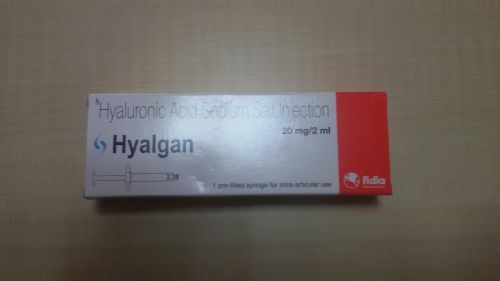 Hyaluronic Acid Sodium Salt Injection
20 mg/2 ml
Hyalgan
1 pre-filled syringe for intra-articular use
fidia